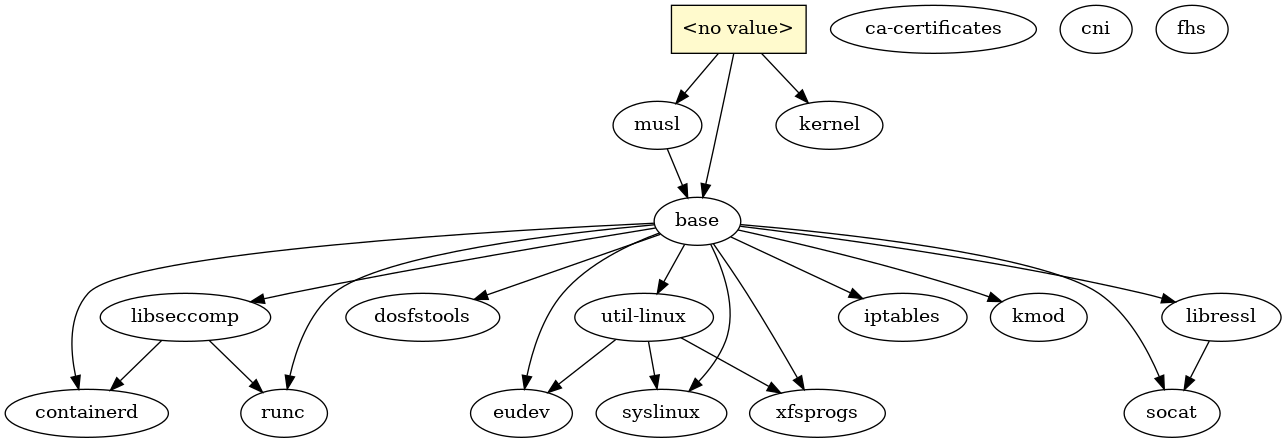 <no value>
ca-certificates
cni
fhs
musl
kernel
base
libseccomp
dosfstools
util-linux
iptables
kmod
libressl
containerd
runc
eudev
syslinux
xfsprogs
socat